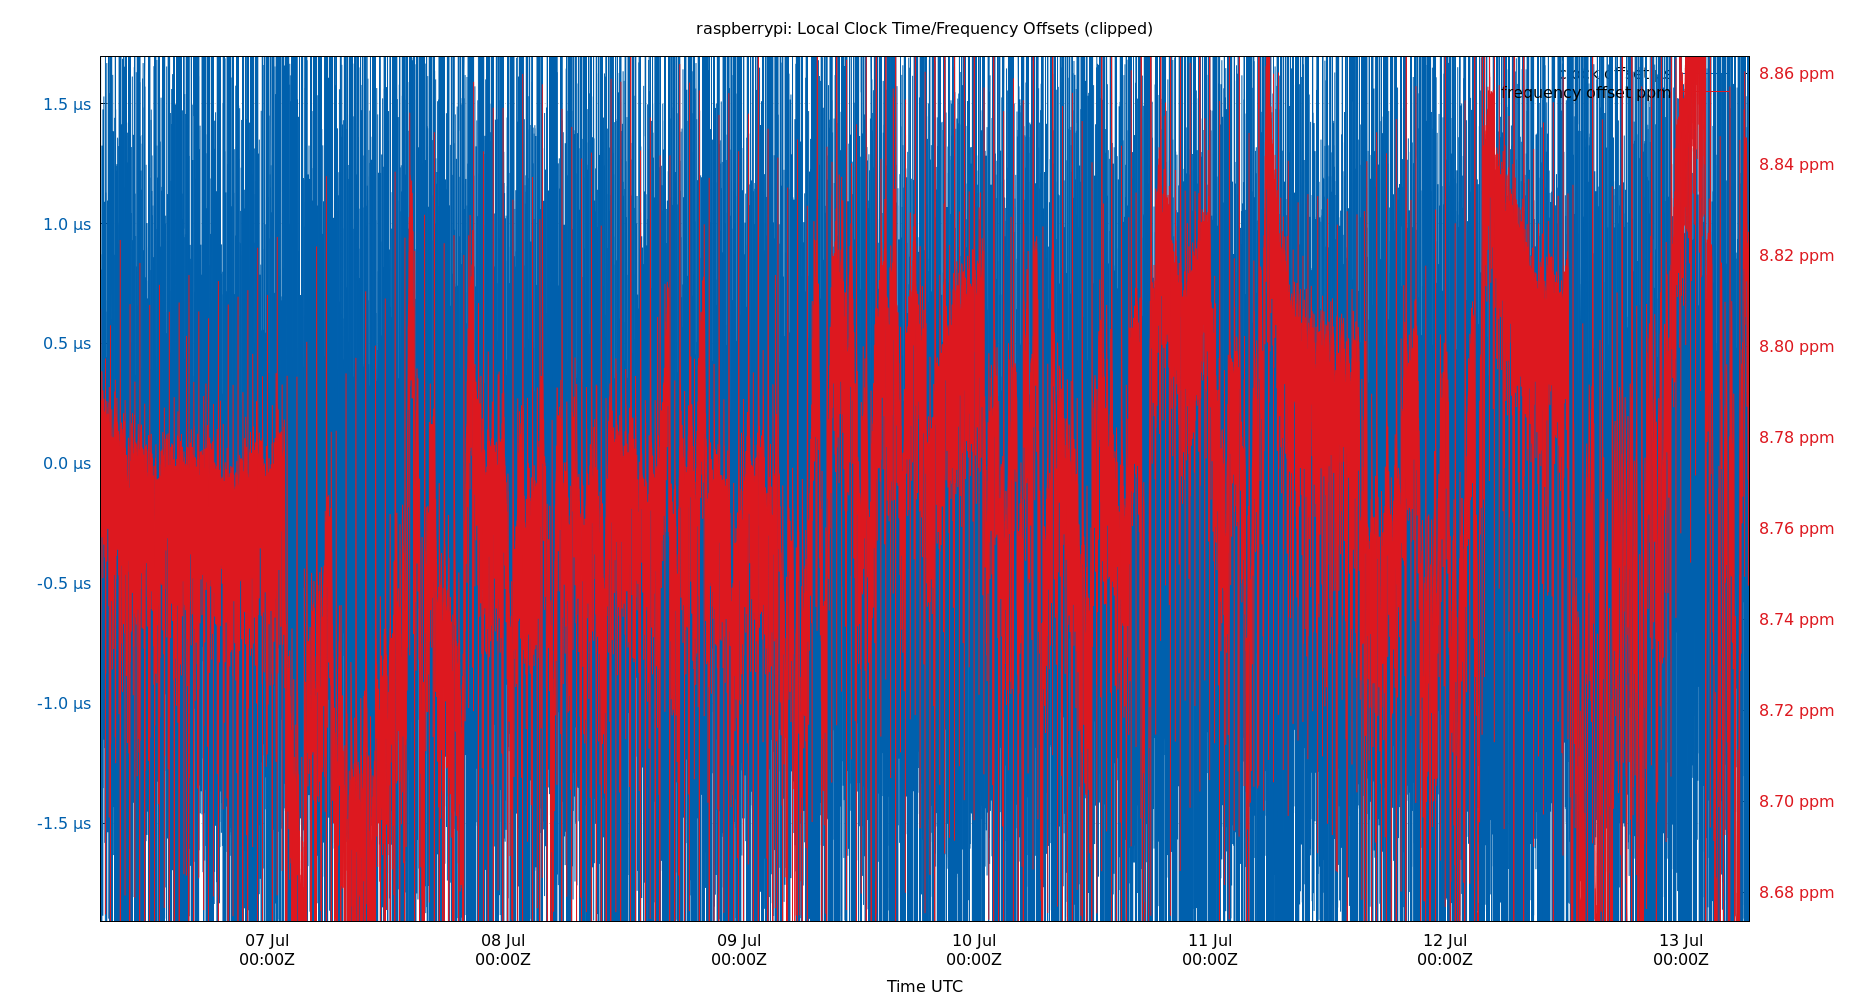 raspberrypi: Local Clock Time/Frequency Offsets (clipped)
clock offset µs
frequency offset ppm
1.5 µs
1.0 µs
0.5 µs
0.0 µs
-0.5 µs
-1.0 µs
-1.5 µs
8.86 ppm
8.84 ppm
8.82 ppm
8.80 ppm
8.78 ppm
8.76 ppm
8.74 ppm
8.72 ppm
8.70 ppm
8.68 ppm
07 Jul 08 Jul 09 Jul 10 Jul 11 Jul 12 Jul 13 Jul
00:00Z 00:00Z 00:00Z 00:00Z 00:00Z 00:00Z 00:00Z
Time UTC